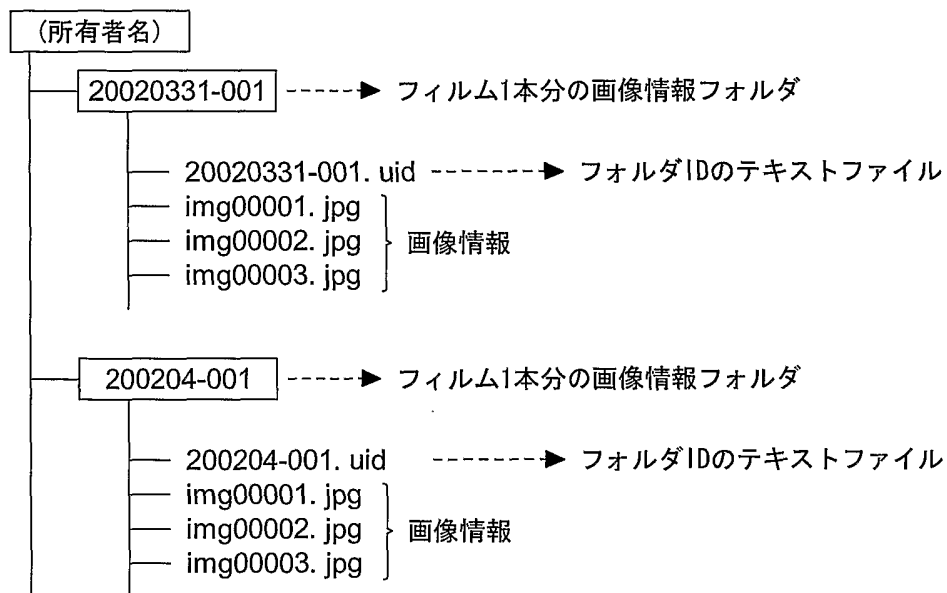 (所有者名)
20020331-001 フィルム1本分の画像情報フォルダ
20020331-001. uid フォルダIDのテキストファイル
img00001. jpg
img00002. jpg 画像情報
img00003. jpg
200204-001 フィルム1本分の画像情報フォルダ
200204-001. uid フォルダIDのテキストファイル
img00001. jpg
img00002. jpg 画像情報
img00003. jpg